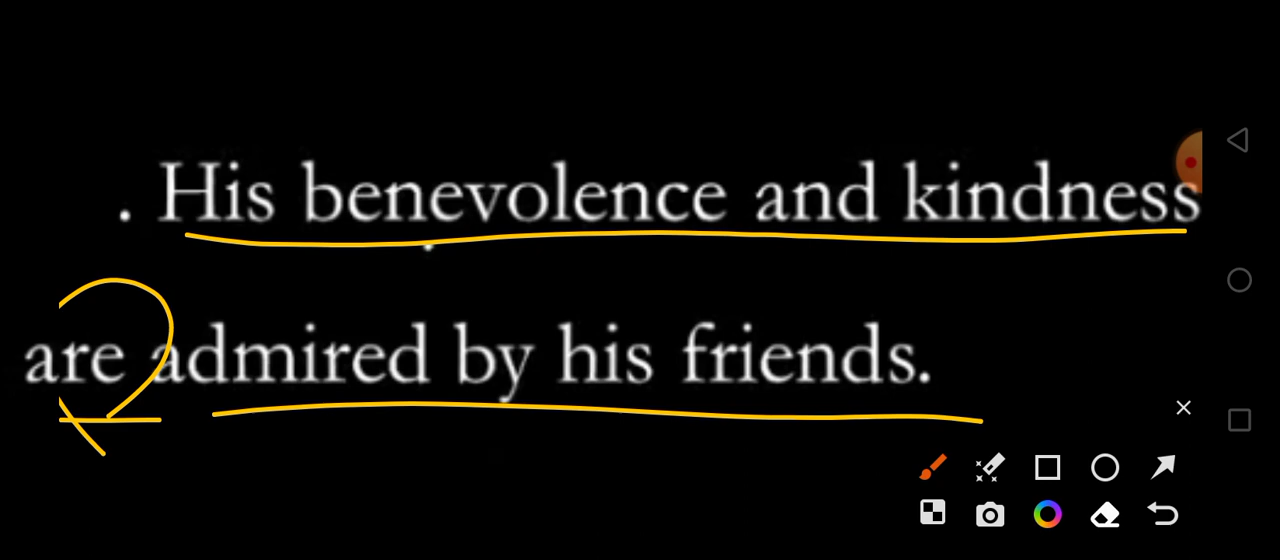 . His benevolence and kindness
are admired by his friends.